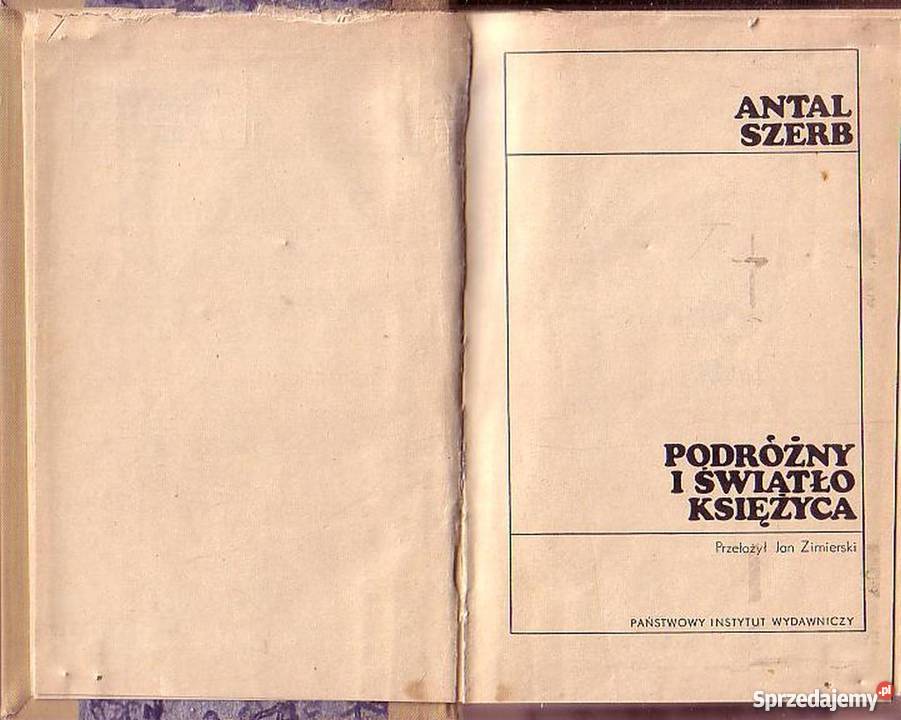 ANTAL
SZERB
PODRÓŻNY
I ŚWIATŁO
KSIĘŻYCA
Przełożył Jan Zimierski
PAŃSTWOWY INSTYTUT WYDAWNICZY
Sprzedajemy.pl